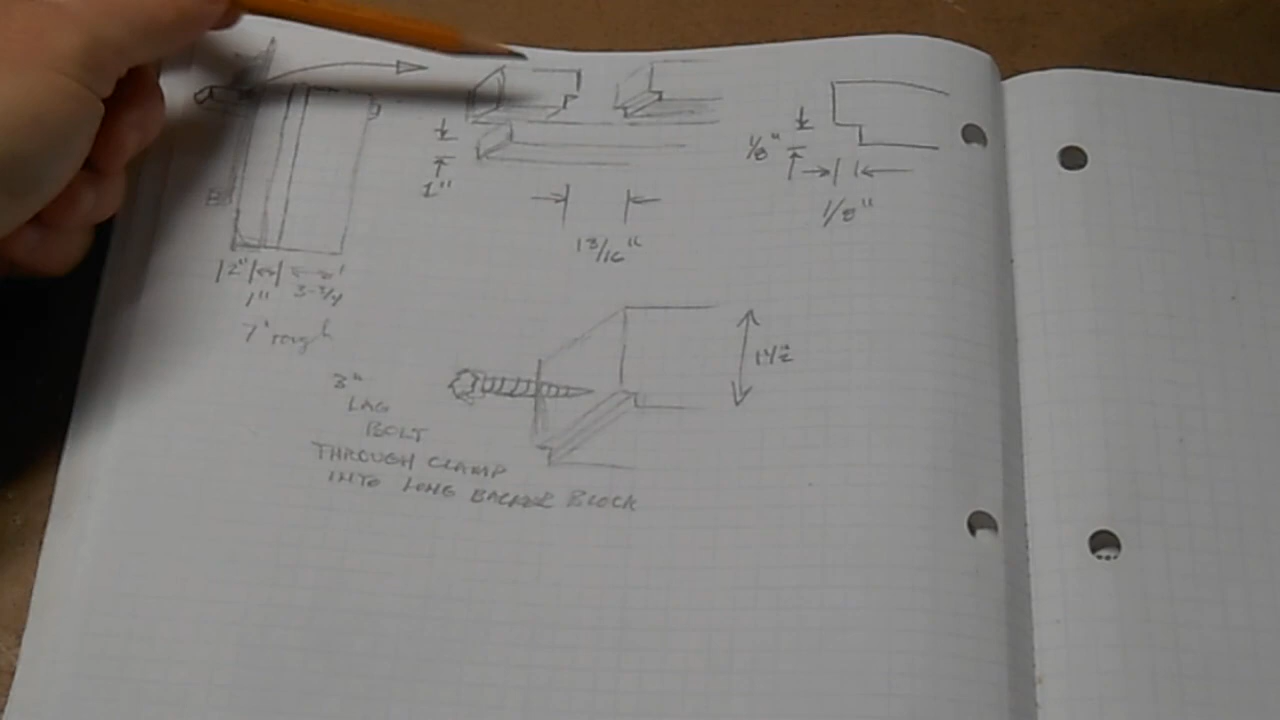 1/8"
1"
1/8"
13/16"
2"
1"
3-3/4
7" rough
1 1/2"
3"
LAG
BOLT
THROUGH CLAMP
INTO LONG BACKER BLOCK